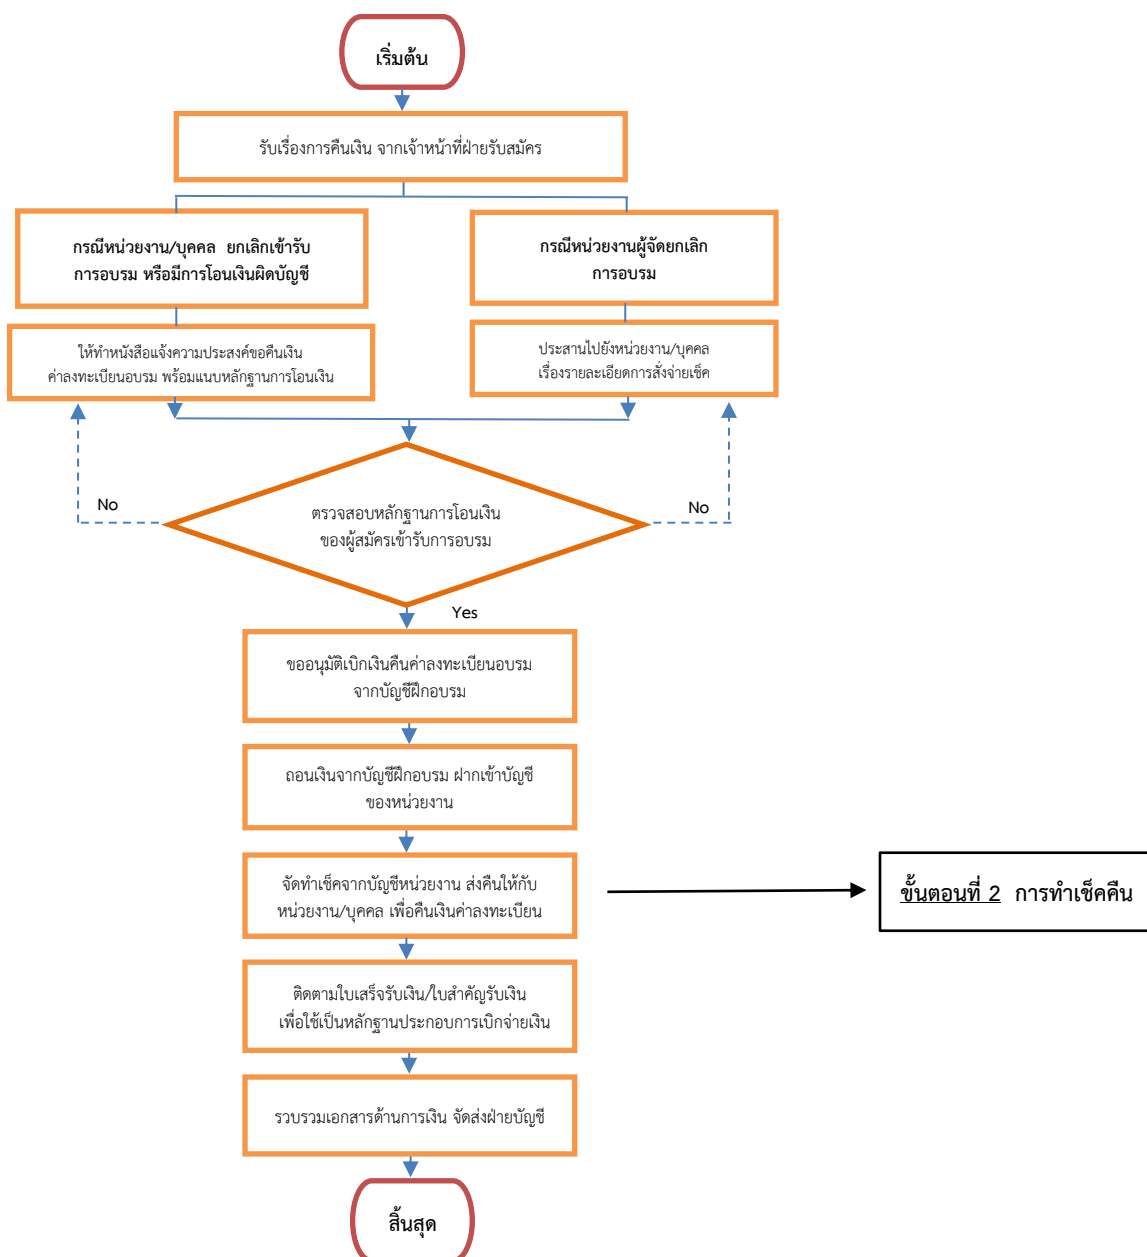 เริ่มต้น
รับเรื่องการคืนเงิน จากเจ้าหน้าที่ฝ่ายรับสมัคร
กรณีหน่วยงาน/บุคคล ยกเลิกเข้ารับ
การอบรม หรือมีการโอนเงินผิดบัญชี
กรณีหน่วยงานผู้จัดยกเลิก
การอบรม
ให้ทำหนังสือแจ้งความประสงค์ขอคืนเงิน
ค่าลงทะเบียนอบรม พร้อมแนบหลักฐานการโอนเงิน
ประสานไปยังหน่วยงาน/บุคคล
เรื่องรายละเอียดการสั่งจ่ายเช็ค
No
ตรวจสอบหลักฐานการโอนเงิน
ของผู้สมัครเข้ารับการอบรม
No
Yes
ขออนุมัติเบิกเงินคืนค่าลงทะเบียนอบรม
จากบัญชีฝึกอบรม
ถอนเงินจากบัญชีฝึกอบรม ฝากเข้าบัญชี
ของหน่วยงาน
จัดทำเช็คจากบัญชีหน่วยงาน ส่งคืนให้กับ
หน่วยงาน/บุคคล เพื่อคืนเงินค่าลงทะเบียน
ขั้นตอนที่ 2 การทำเช็คคืน
ติดตามใบเสร็จรับเงิน/ใบสำคัญรับเงิน
เพื่อใช้เป็นหลักฐานประกอบการเบิกจ่ายเงิน
รวบรวมเอกสารด้านการเงิน จัดส่งฝ่ายบัญชี
สิ้นสุด